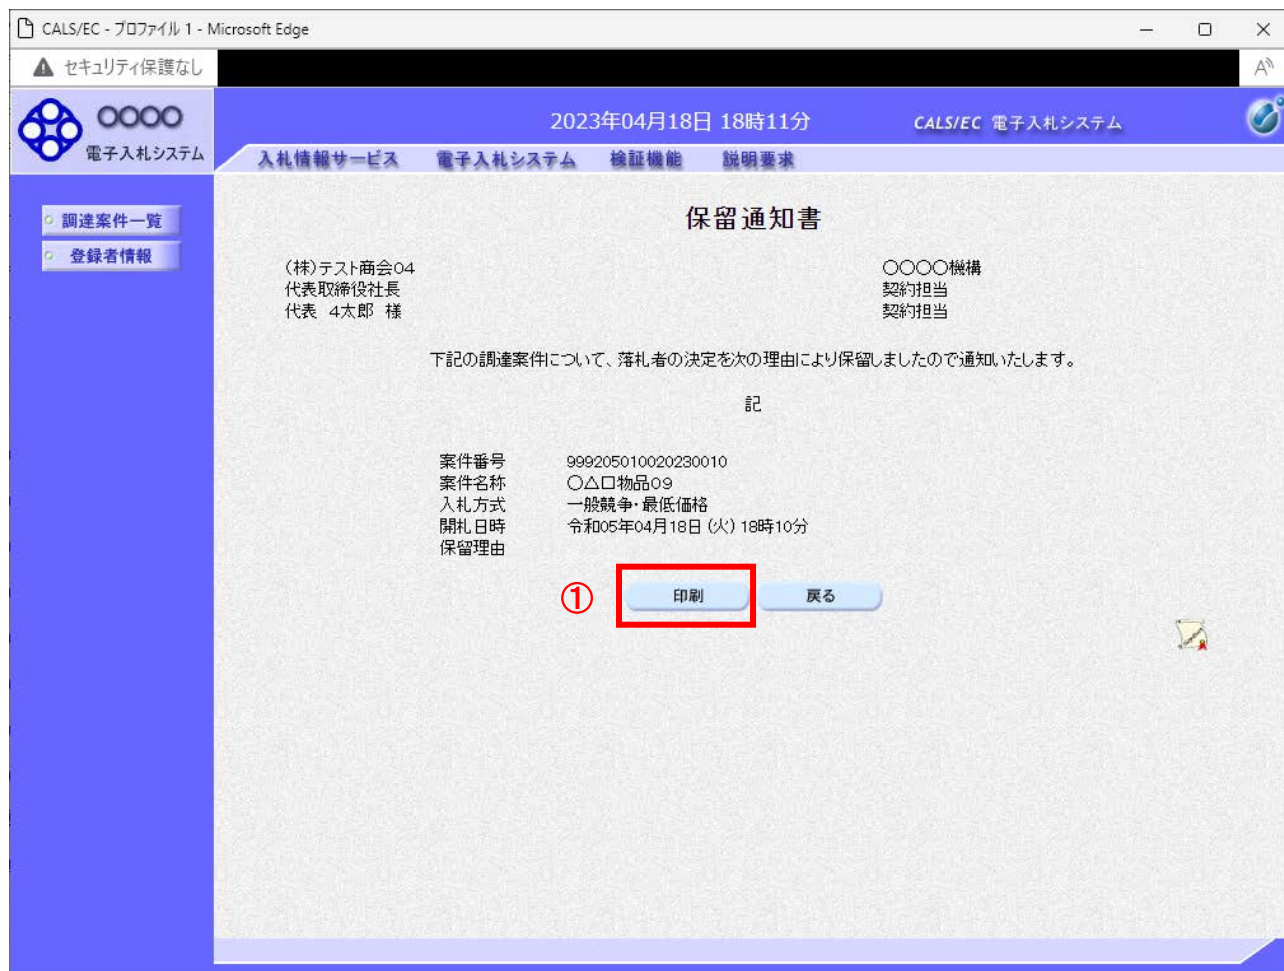 CALS/EC - プロファイル 1 - Microsoft Edge
セキュリティ保護なし
〇〇〇〇
電子入札システム
2023年04月18日 18時11分
CALS/EC 電子入札システム
入札情報サービス 電子入札システム 検証機能 説明要求
調達案件一覧
登録者情報
保留通知書
(株)テスト商会04
代表取締役社長
代表 4太郎 様
〇〇〇〇機構
契約担当
契約担当
下記の調達案件について、落札者の決定を次の理由により保留しましたので通知いたします。
記
案件番号 999205010020230010
案件名称 〇△口物品09
入札方式 一般競争・最低価格
開札日時 令和05年04月18日 (火) 18時10分
保留理由
① 印刷 戻る